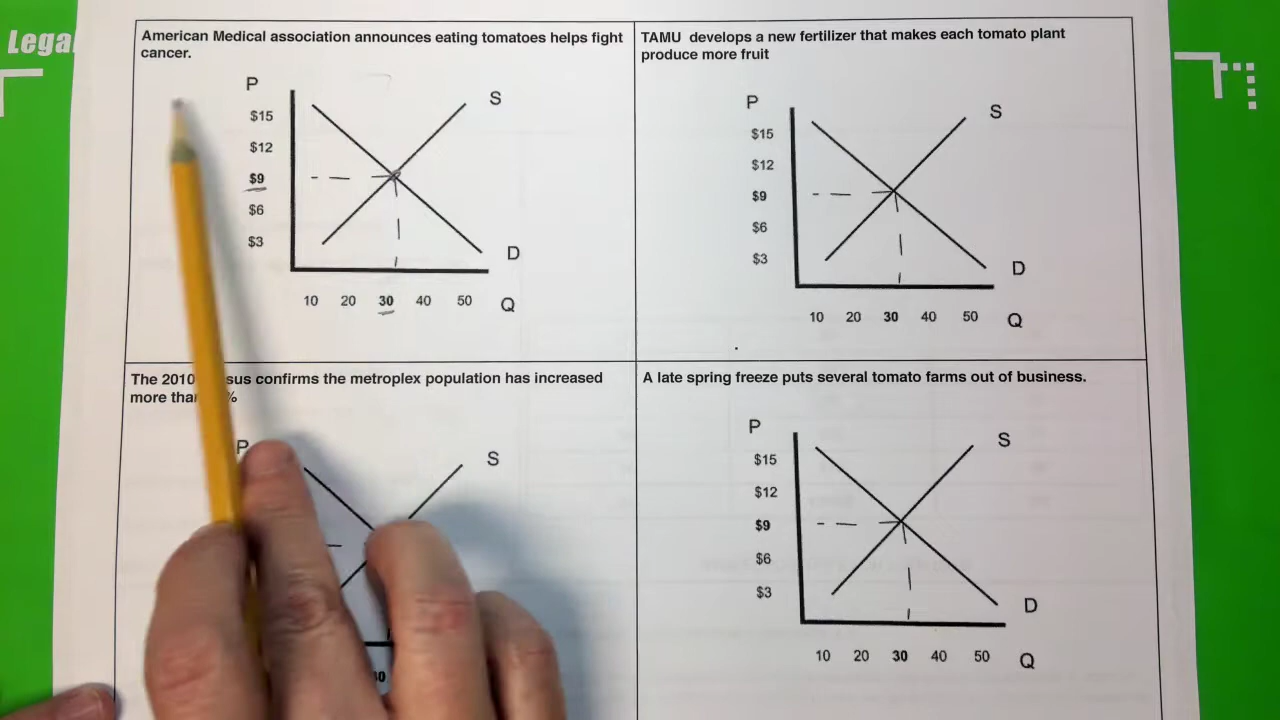 Legal
American Medical association announces eating tomatoes helps fight
cancer.
P
$15
$12
$9
$6
$3
S
D
10 20 30 40 50 Q
TAMU develops a new fertilizer that makes each tomato plant
produce more fruit
P
$15
$12
$9
$6
$3
S
D
10 20 30 40 50 Q
The 2010 confirms the metroplex population has increased
more %
P
S
A late spring freeze puts several tomato farms out of business.
P
$15
$12
$9
$6
$3
S
D
10 20 30 40 50 Q